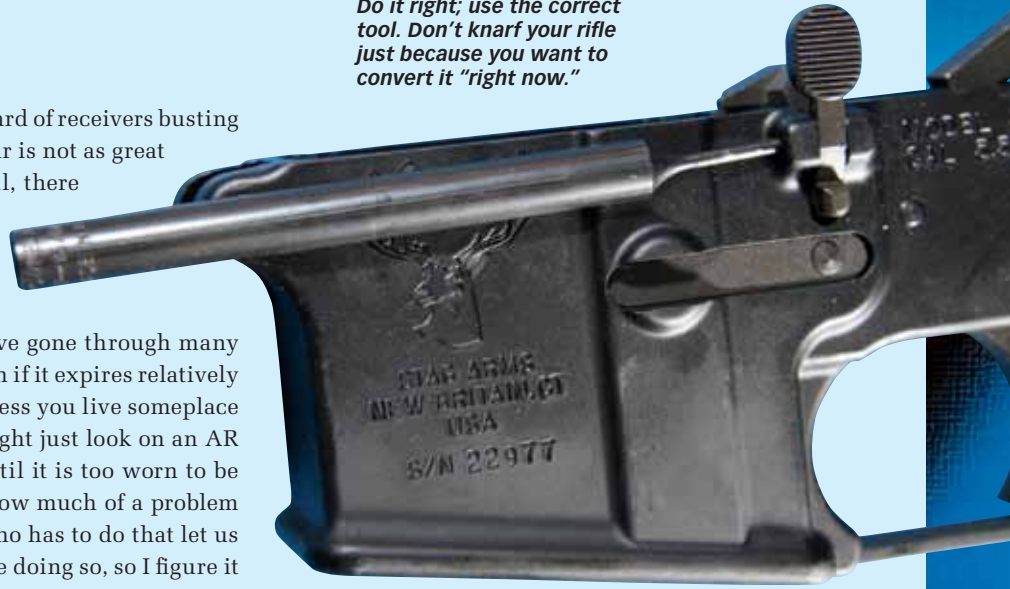 Do it right; use the correct
tool. Don’t knarf your rifle
just because you want to
convert it “right now.”
ard of receivers busting
r is not as great
l, there
ve gone through many
n if it expires relatively
ess you live someplace
ght just look on an AR
til it is too worn to be
ow much of a problem
no has to do that let us
e doing so, so I figure it
MODEL
CAL
STAG ARMS
NEW BRITAIN, CT
USA
S/N 22977